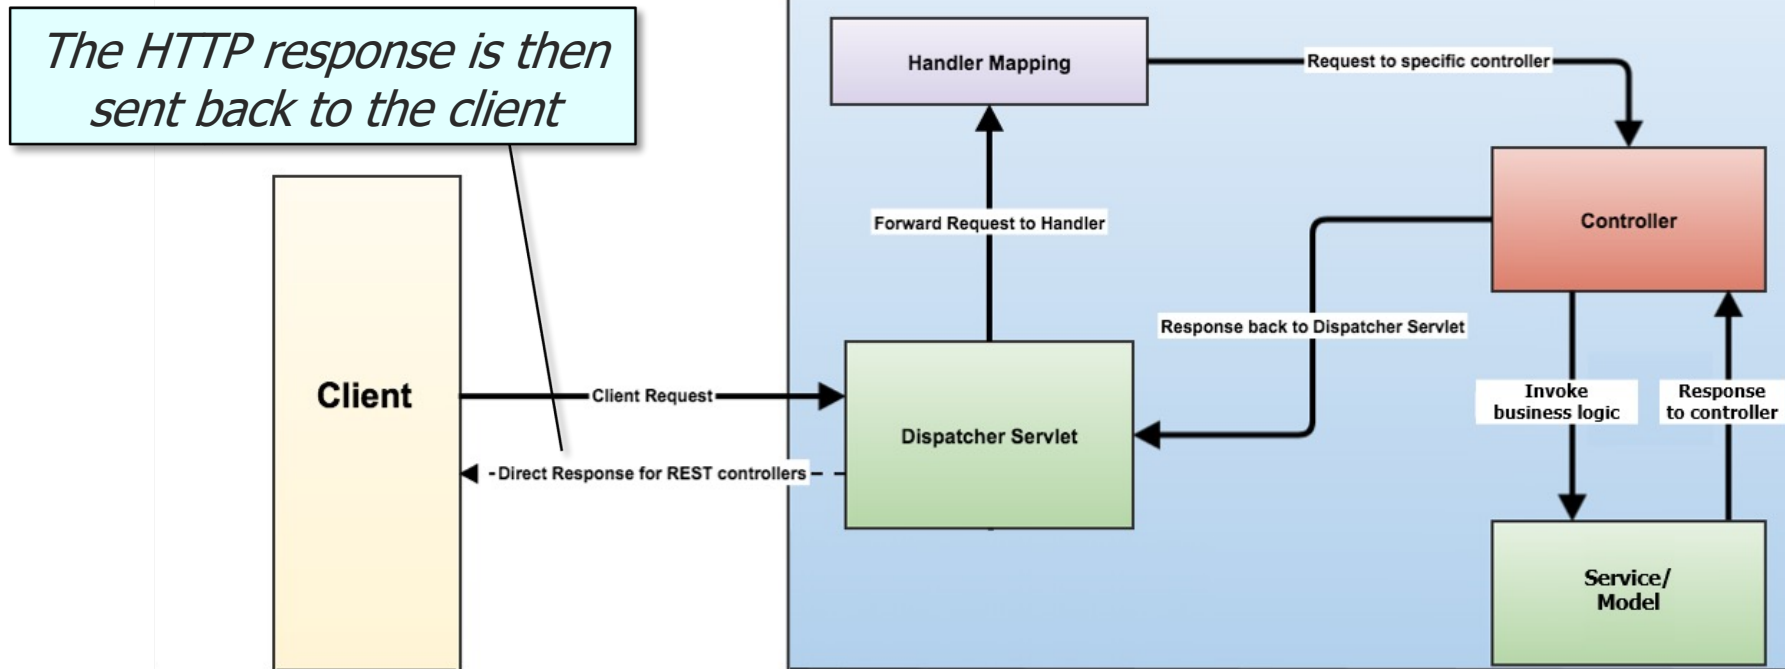 The HTTP response is then
sent back to the client
Handler Mapping
Request to specific controller
Controller
Forward Request to Handler
Response back to Dispatcher Servlet
Client
Client Request
Dispatcher Servlet
Direct Response for REST controllers
Invoke
business logic
Response
to controller
Service/
Model